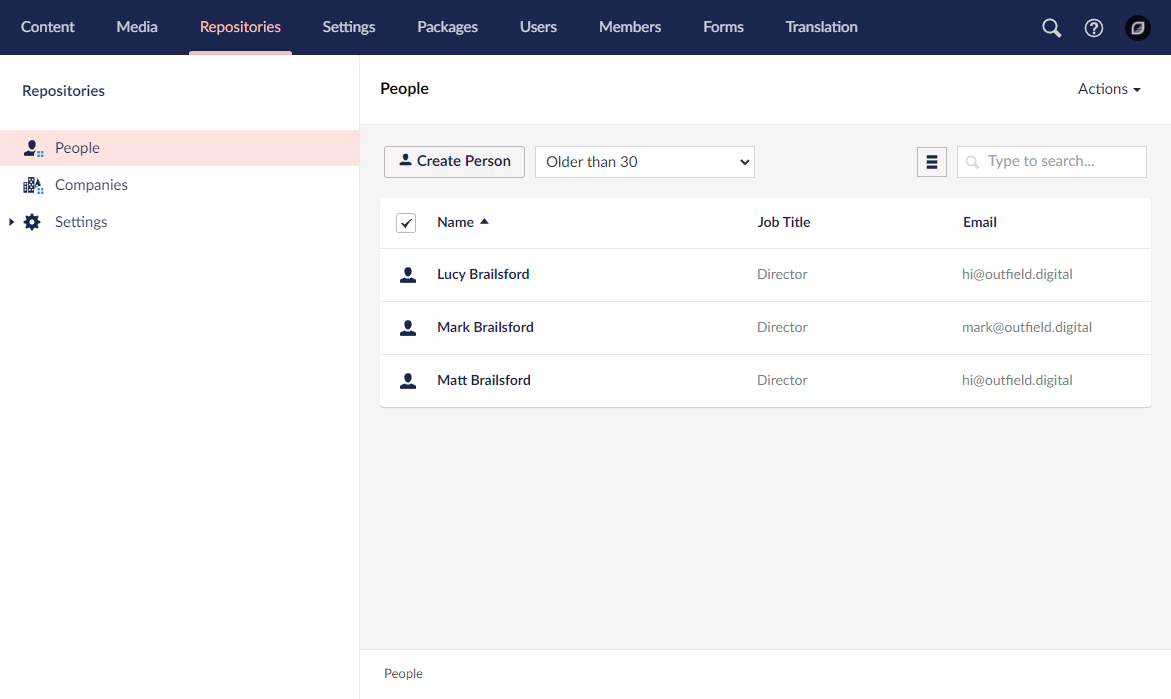 Content Media Repositories Settings Packages Users Members Forms Translation
Repositories
People
Companies
Settings
People
Actions
Create Person Older than 30 Type to search...
Name Job Title Email
Lucy Brailsford Director hi@outfield.digital
Mark Brailsford Director mark@outfield.digital
Matt Brailsford Director hi@outfield.digital
People